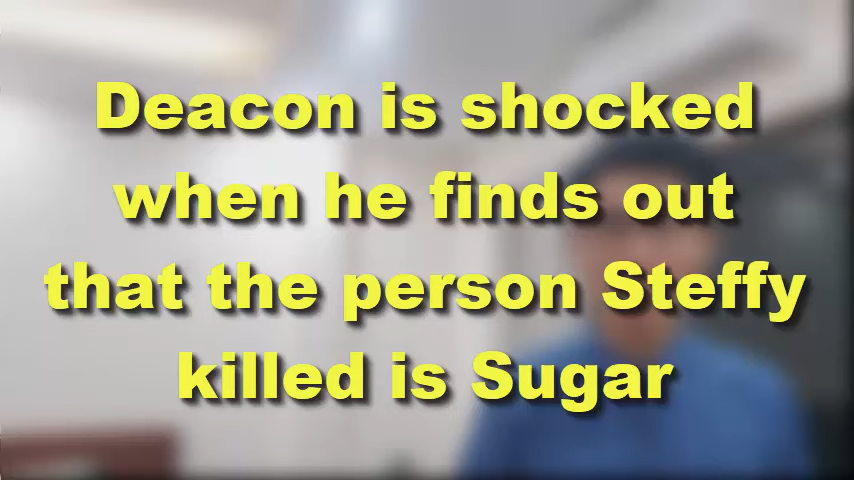 Deacon is shocked
when he finds out
that the person Steffy
killed is Sugar